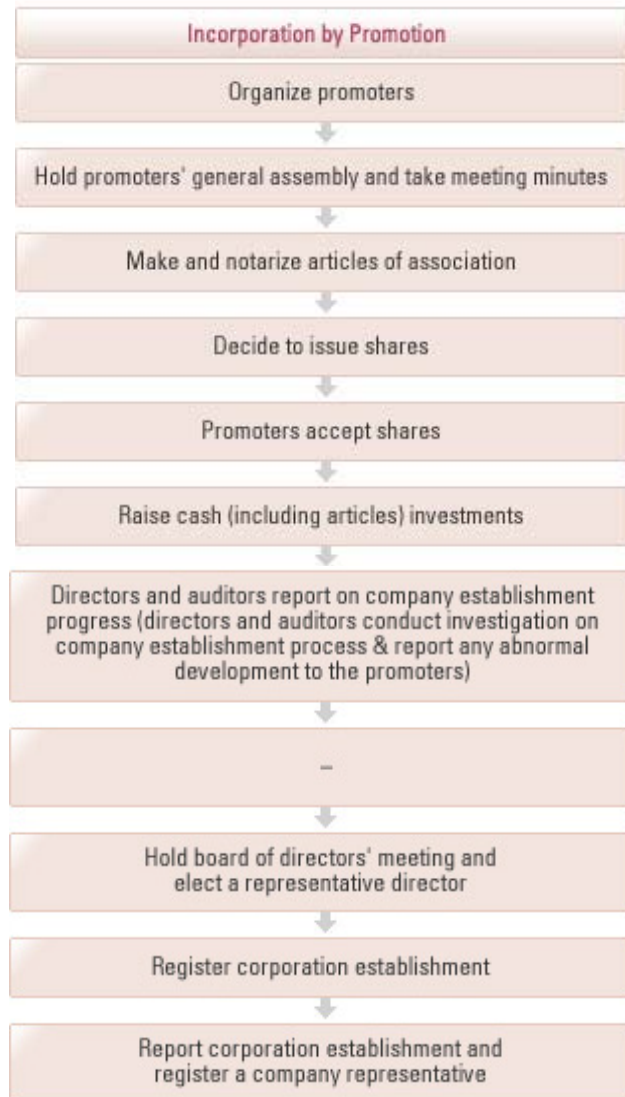 Incorporation by Promotion
Organize promoters
Hold promoters' general assembly and take meeting minutes
Make and notarize articles of association
Decide to issue shares
Promoters accept shares
Raise cash (including articles) investments
Directors and auditors report on company establishment
progress (directors and auditors conduct investigation on
company establishment process & report any abnormal
development to the promoters)
–
Hold board of directors' meeting and
elect a representative director
Register corporation establishment
Report corporation establishment and
register a company representative